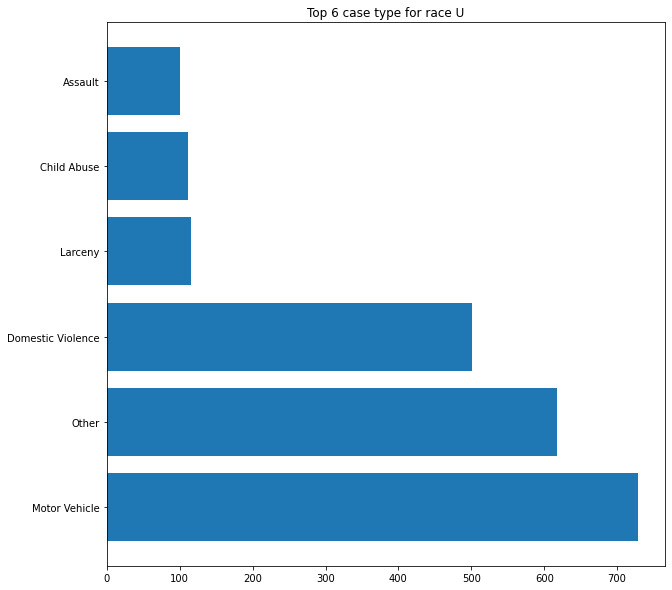 Top 6 case type for race U
Assault
Child Abuse
Larceny
Domestic Violence
Other
Motor Vehicle
0 100 200 300 400 500 600 700